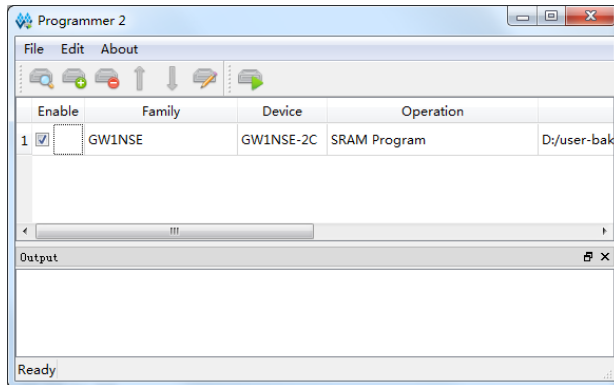 Programmer 2
File Edit About
Enable Family Device Operation
1 GW1NSE GW1NSE-2C SRAM Program D:/user-bak
Output
Ready